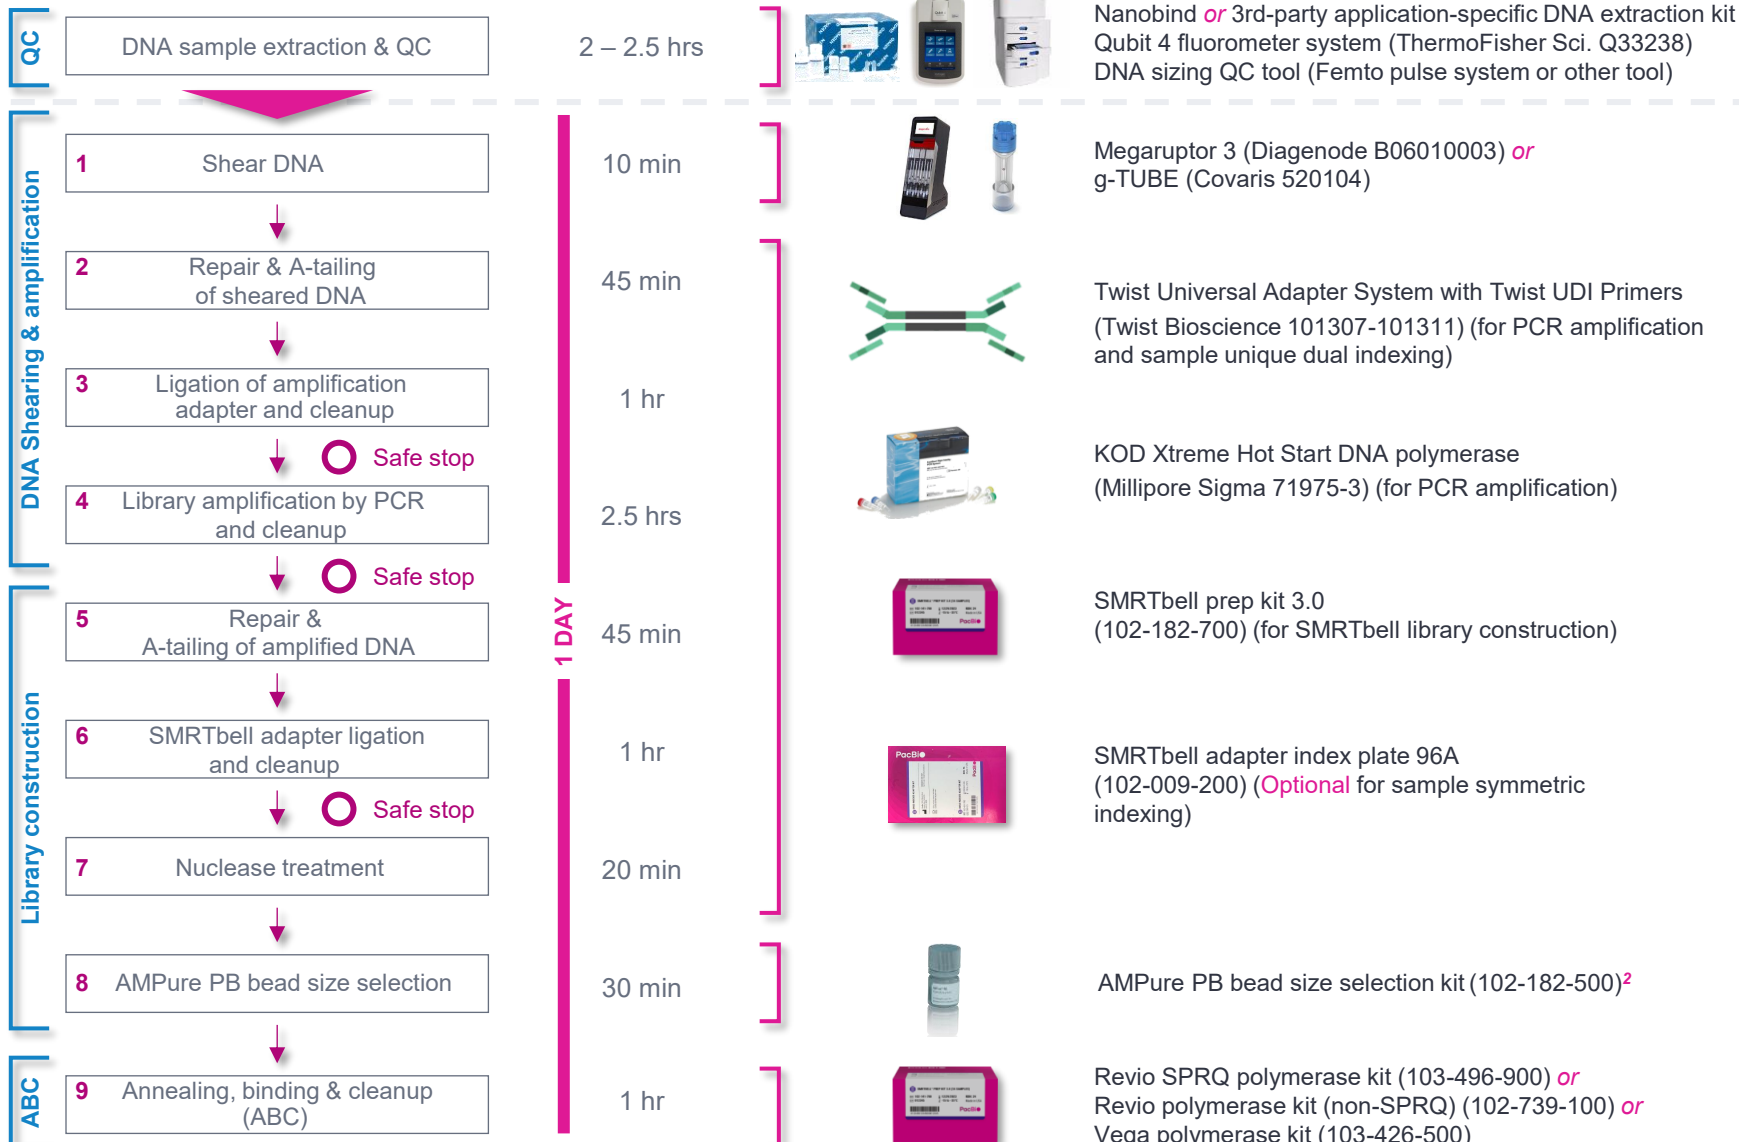 QC
DNA sample extraction & QC
2 – 2.5 hrs
Nanobind or 3rd-party application-specific DNA extraction kit
Qubit 4 fluorometer system (ThermoFisher Sci. Q33238)
DNA sizing QC tool (Femto pulse system or other tool)
DNA Shearing & amplification
1 DAY
1 Shear DNA
10 min
Megaruptor 3 (Diagenode B06010003) or
g-TUBE (Covaris 520104)
2 Repair & A-tailing
of sheared DNA
45 min
Twist Universal Adapter System with Twist UDI Primers
(Twist Bioscience 101307-101311) (for PCR amplification
and sample unique dual indexing)
3 Ligation of amplification
adapter and cleanup
1 hr
Safe stop
KOD Xtreme Hot Start DNA polymerase
(Millipore Sigma 71975-3) (for PCR amplification)
4 Library amplification by PCR
and cleanup
2.5 hrs
Safe stop
Library construction
5 Repair &
A-tailing of amplified DNA
45 min
PacBio
SMRTbell prep kit 3.0
(102-182-700) (for SMRTbell library construction)
6 SMRTbell adapter ligation
and cleanup
1 hr
PacBio
SMRTbell adapter index plate 96A
(102-009-200) (Optional for sample symmetric
indexing)
Safe stop
7 Nuclease treatment
20 min
8 AMPure PB bead size selection
30 min
AMPure PB bead size selection kit (102-182-500)2
ABC
9 Annealing, binding & cleanup
(ABC)
1 hr
PacBio
Revio SPRQ polymerase kit (103-496-900) or
Revio polymerase kit (non-SPRQ) (102-739-100) or
Vega polymerase kit (103-426-500)